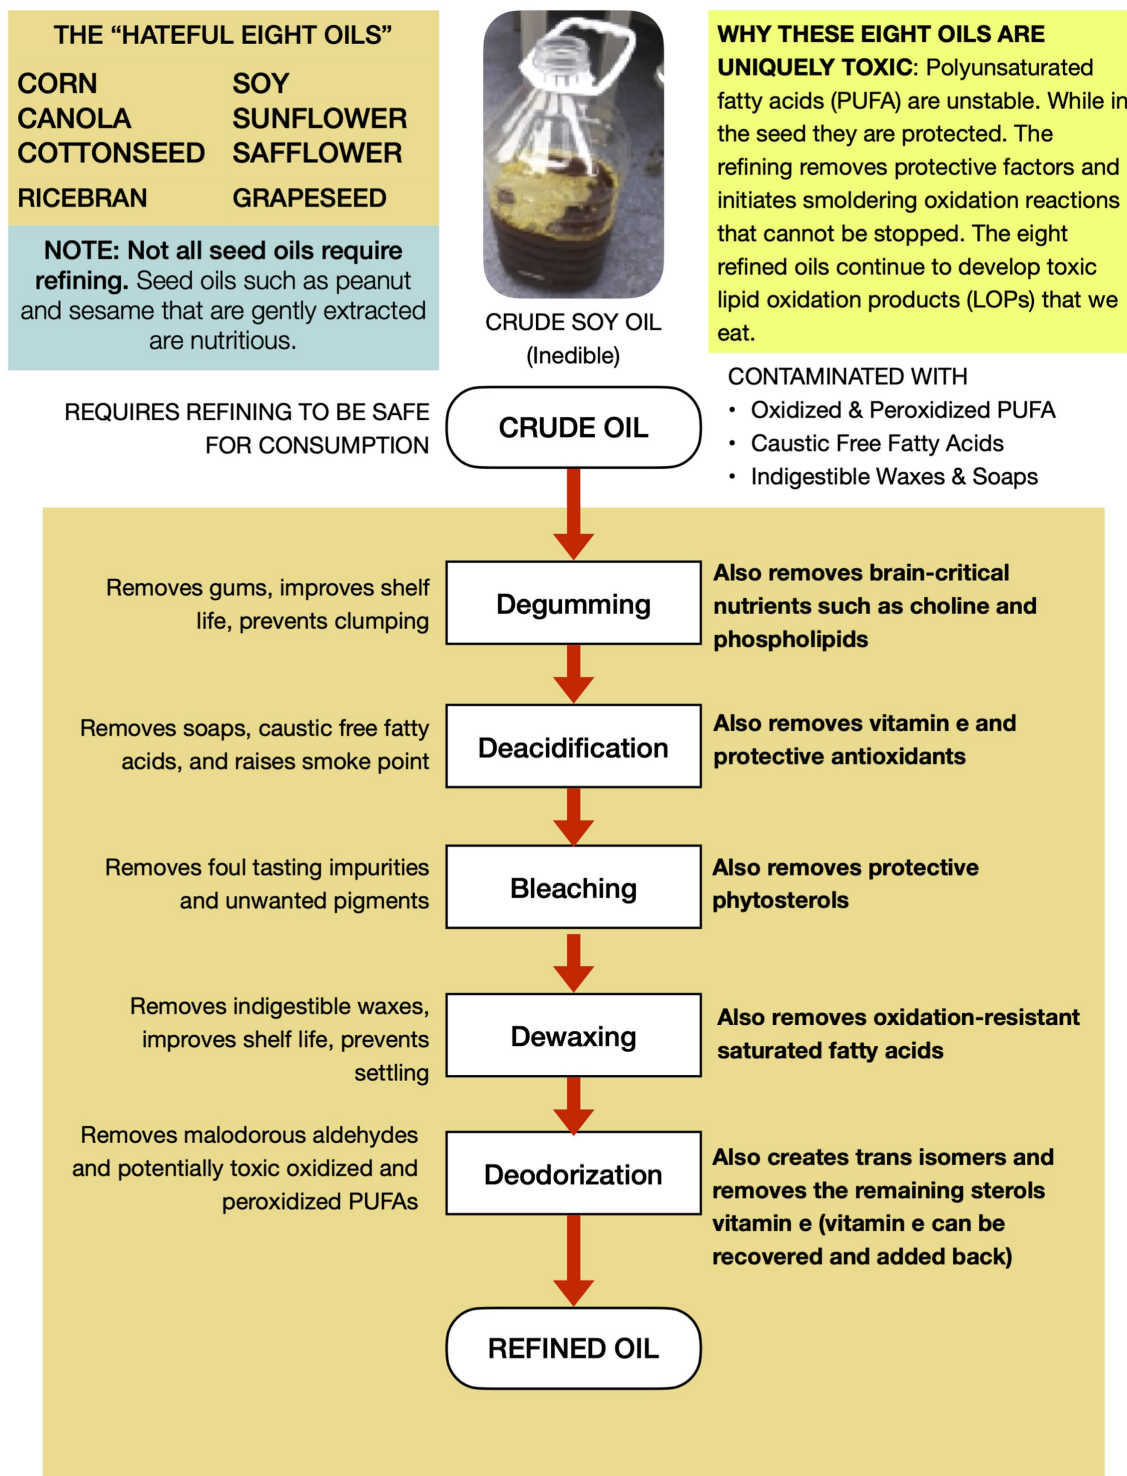 THE “HATEFUL EIGHT OILS”
CORN SOY
CANOLA SUNFLOWER
COTTONSEED SAFFLOWER
RICEBRAN GRAPESEED
NOTE: Not all seed oils require
refining. Seed oils such as peanut
and sesame that are gently extracted
are nutritious.
CRUDE SOY OIL
(Inedible)
WHY THESE EIGHT OILS ARE
UNIQUELY TOXIC: Polyunsaturated
fatty acids (PUFA) are unstable. While in
the seed they are protected. The
refining removes protective factors and
initiates smoldering oxidation reactions
that cannot be stopped. The eight
refined oils continue to develop toxic
lipid oxidation products (LOPs) that we
eat.
REQUIRES REFINING TO BE SAFE
FOR CONSUMPTION
CRUDE OIL
CONTAMINATED WITH
• Oxidized & Peroxidized PUFA
• Caustic Free Fatty Acids
• Indigestible Waxes & Soaps
Removes gums, improves shelf
life, prevents clumping
Degumming
Also removes brain-critical
nutrients such as choline and
phospholipids
Removes soaps, caustic free fatty
acids, and raises smoke point
Deacidification
Also removes vitamin e and
protective antioxidants
Removes foul tasting impurities
and unwanted pigments
Bleaching
Also removes protective
phytosterols
Removes indigestible waxes,
improves shelf life, prevents
settling
Dewaxing
Also removes oxidation-resistant
saturated fatty acids
Removes malodorous aldehydes
and potentially toxic oxidized and
peroxidized PUFAs
Deodorization
Also creates trans isomers and
removes the remaining sterols
vitamin e (vitamin e can be
recovered and added back)
REFINED OIL